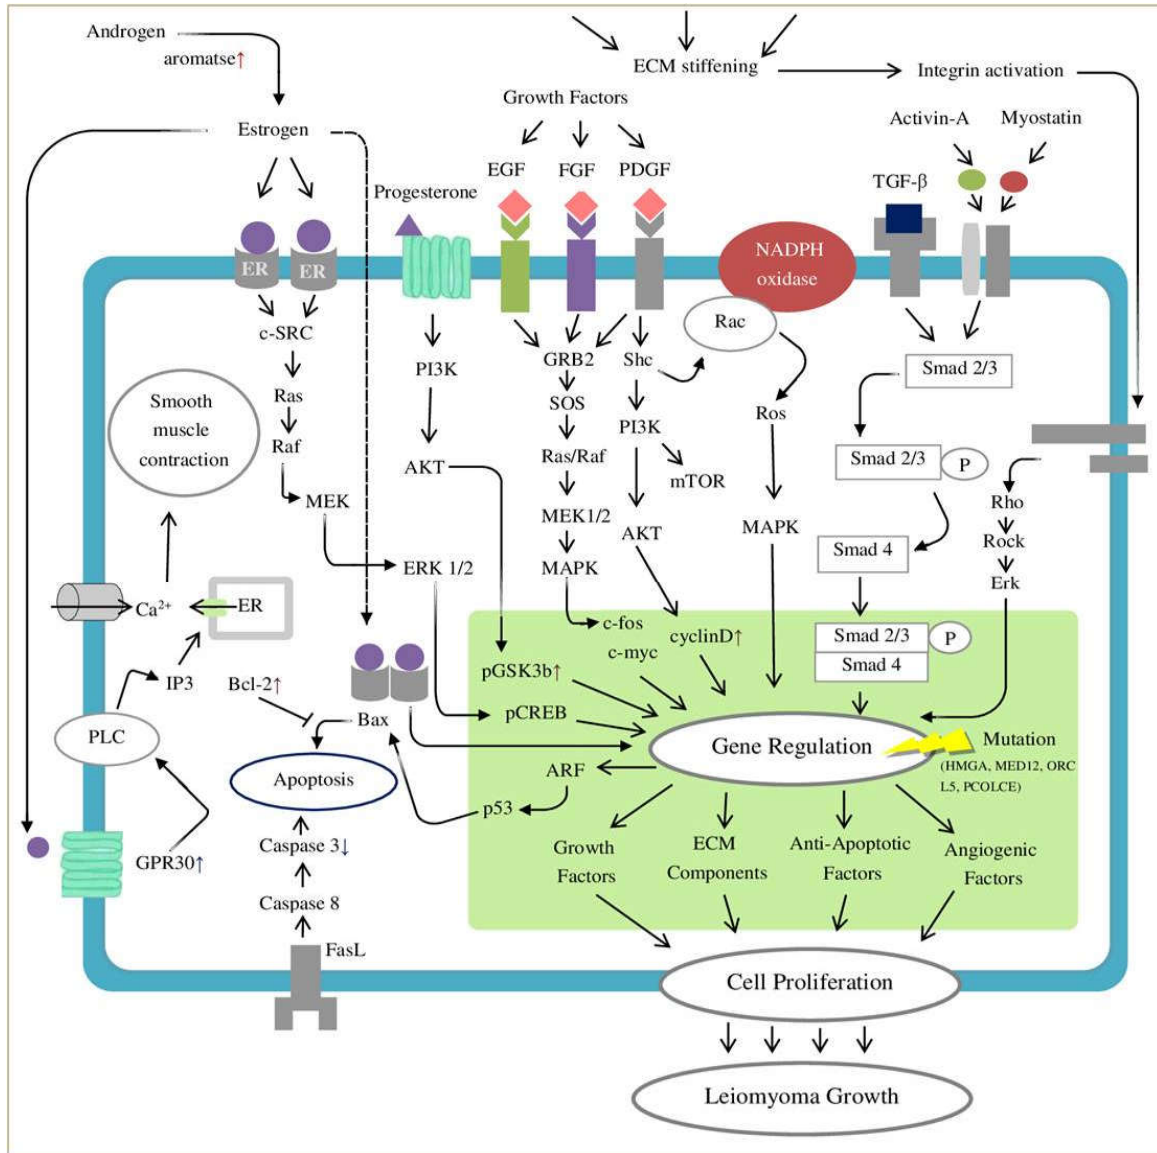 Androgen
aromatse↑
ECM stiffening
Integrin activation
Growth Factors
Estrogen
Activin-A
Myostatin
EGF
FGF
PDGF
Progesterone
TGF-β
ER
ER
NADPH
oxidase
Rac
c-SRC
GRB2
Shc
PI3K
Smad 2/3
Smooth
muscle
contraction
Ras
SOS
Ros
PI3K
Raf
AKT
Ras/Raf
mTOR
Smad 2/3
P
MEK
MEK1/2
AKT
MAPK
Rho
Smad 4
Rock
ERK 1/2
MAPK
Erk
Ca²⁺
ER
c-fos
c-myc
cyclinD↑
Smad 2/3
P
Smad 4
IP3
Bcl-2↑
pGSK3b↑
PLC
Bax
pCREB
Gene Regulation
Mutation
(HMGA, MED12, ORC
L5, PCOLCE)
Apoptosis
ARF
p53
Caspase 3↓
GPR30↑
Growth
Factors
ECM
Components
Anti-Apoptotic
Factors
Angiogenic
Factors
Caspase 8
FasL
Cell Proliferation
Leiomyoma Growth